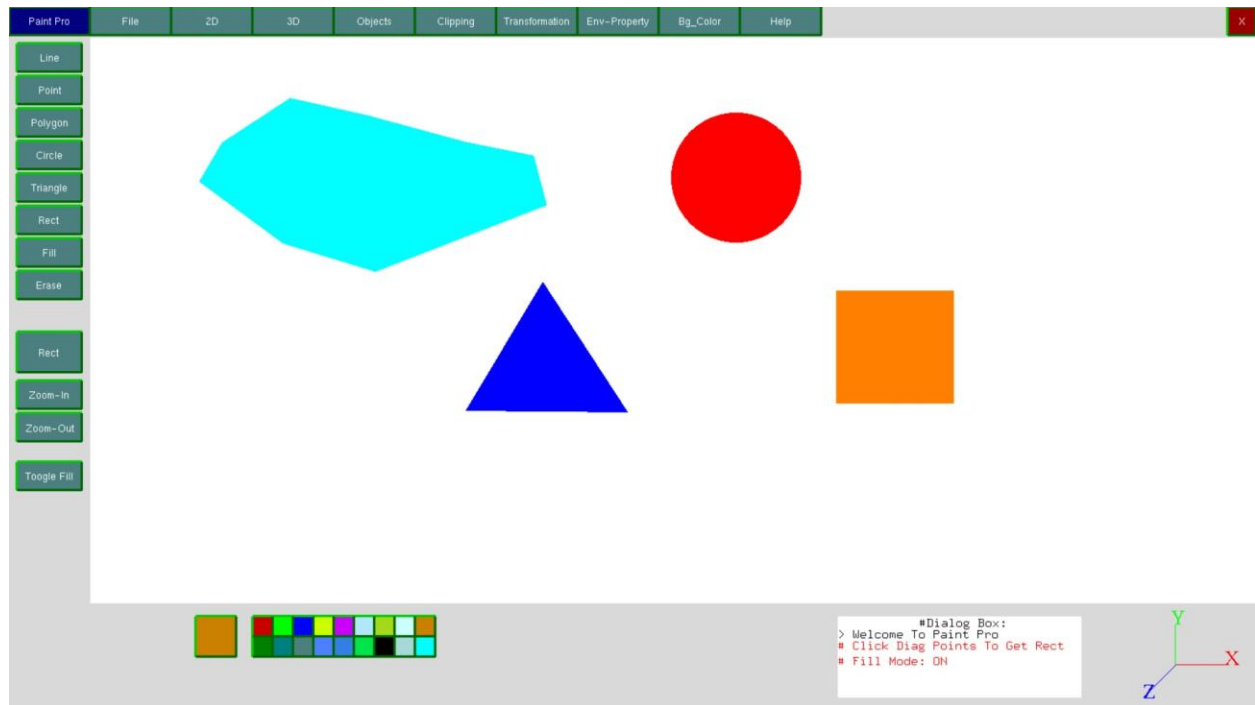 Paint Pro File 2D 3D Objects Clipping Transformation Env-Property Bg_Color Help X
Line
Point
Polygon
Circle
Triangle
Rect
Fill
Erase
Rect
Zoom-In
Zoom-Out
Toogle Fill
#Dialog Box:
> Welcome To Paint Pro
# Click Diag Points To Get Rect
# Fill Mode: ON
Y
X
Z